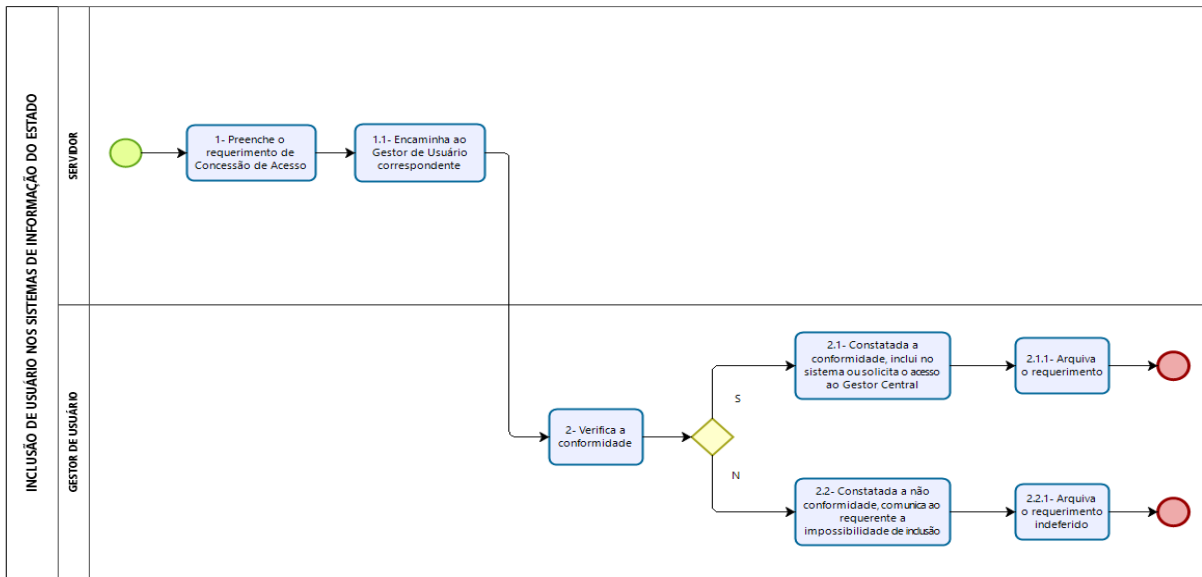 INCLUSÃO DE USUÁRIO NOS SISTEMAS DE INFORMAÇÃO DO ESTADO
SERVIDOR
1- Preenche o
requerimento de
Concessão de Acesso
1.1- Encaminha ao
Gestor de Usuário
correspondente
GESTOR DE USUÁRIO
2- Verifica a
conformidade
S
N
2.1- Constatada a
conformidade, inclui no
sistema ou solicita o acesso
ao Gestor Central
2.1.1- Arquiva
o requerimento
2.2- Constatada a não
conformidade, comunica ao
requerente a
impossibilidade de inclusão
2.2.1- Arquiva
o requerimento
indeferido